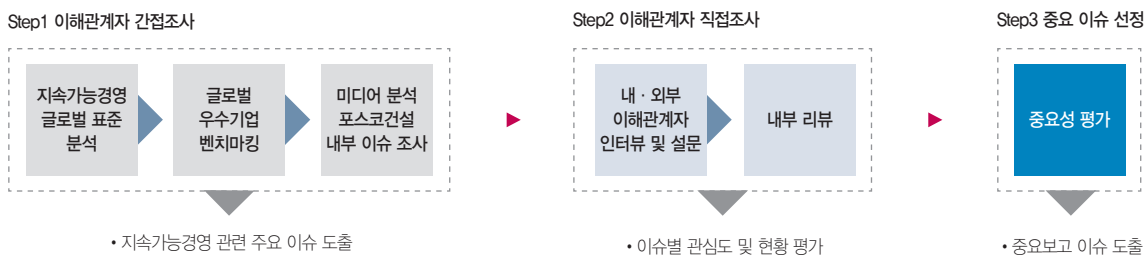 Step1 이해관계자 간접조사
지속가능경영
글로벌 표준
분석
글로벌
우수기업
벤치마킹
미디어 분석
포스코건설
내부 이슈 조사
• 지속가능경영 관련 주요 이슈 도출
Step2 이해관계자 직접조사
내 · 외부
이해관계자
인터뷰 및 설문
내부 리뷰
• 이슈별 관심도 및 현황 평가
Step3 중요 이슈 선정
중요성 평가
• 중요보고 이슈 도출